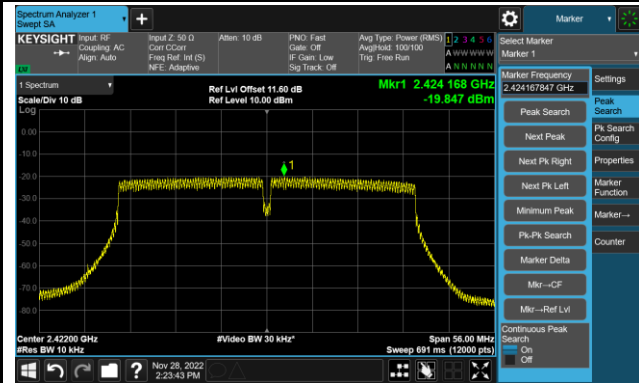 Spectrum Analyzer 1
Swept SA
Marker
KEYSIGHT
Input: RF
Coupling: AC
Align: Auto
Input Z: 50 Ω
Corr CCorr
Freq Ref: Int (S)
NFE: Adaptive
Atten: 10 dB
PNO: Fast
Gate: Off
IF Gain: Low
Sig Track: Off
Avg Type: Power (RMS)
Avg|Hold: 100/100
Trig: Free Run
1 2 3 4 5 6
A W W W W W
A N N N N N
Select Marker
Marker 1
LXI
1 Spectrum
Scale/Div 10 dB
Log
Ref Lvl Offset 11.60 dB
Ref Level 10.00 dBm
Mkr1 2.424 168 GHz
-19.847 dBm
Marker Frequency
2.424167847 GHz
Settings
Peak Search
Next Peak
Next Pk Right
Next Pk Left
Minimum Peak
Pk-Pk Search
Marker Delta
Mkr→CF
Mkr→Ref Lvl
Continuous Peak
Search
On
Off
Peak
Search
Pk Search
Config
Properties
Marker
Function
Marker→
Counter
0.00
-10.0
-20.0
-30.0
-40.0
-50.0
-60.0
-70.0
-80.0
1
Center 2.42200 GHz
#Res BW 10 kHz
#Video BW 30 kHz*
Span 56.00 MHz
Sweep 691 ms (12000 pts)
?
Nov 28, 2022
2:23:43 PM